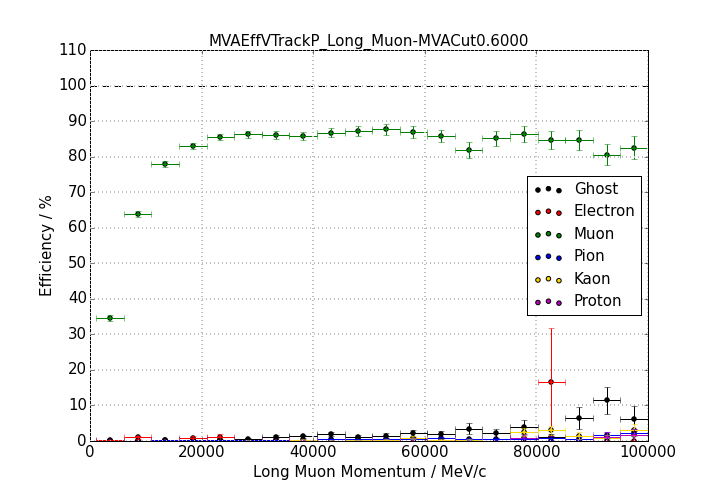 MVAEffVTrackP_Long_Muon-MVACut0.6000
110
100
90
80
70
60
50
40
30
20
10
0
Efficiency / %
Ghost
Electron
Muon
Pion
Kaon
Proton
0 20000 40000 60000 80000 100000
Long Muon Momentum / MeV/c